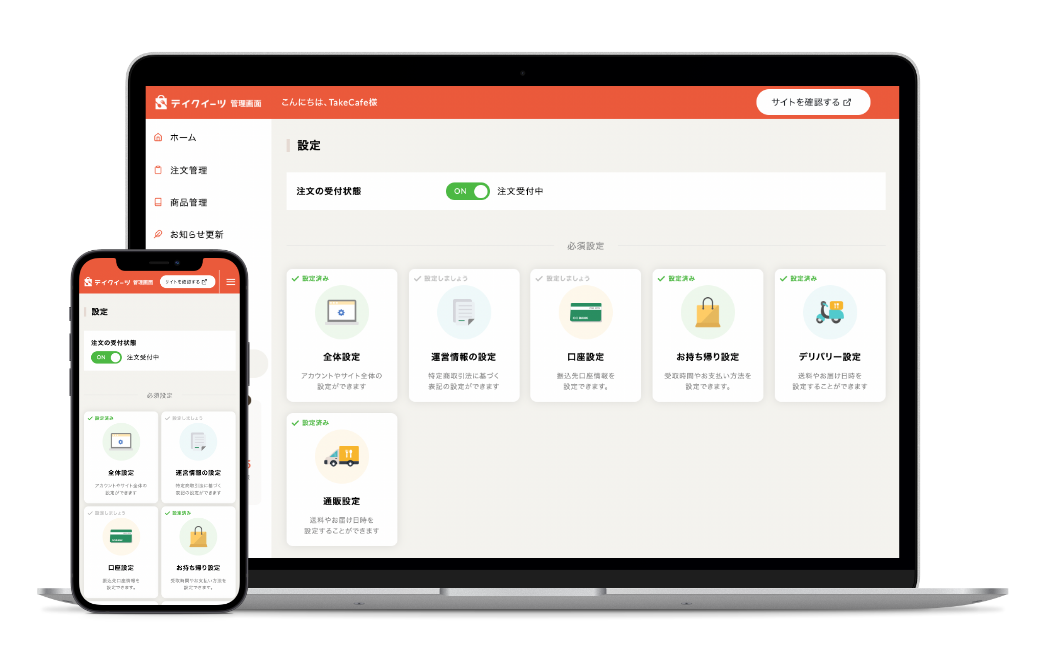 テイクイーツ 管理画面
こんにちは、TakeCafe様
サイトを確認する
ホーム
注文管理
商品管理
お知らせ更新
設定
注文の受付状態
ON
注文受付中
必須設定
設定済み
全体設定
アカウントやサイト全体の
設定ができます
設定しましょう
運営情報の設定
特定商取引法に基づく
表記の設定ができます
設定しましょう
口座設定
振込先口座情報を
設定できます。
設定済み
お持ち帰り設定
受取時間やお支払い方法を
設定できます。
設定済み
デリバリー設定
送料やお届け日時を
設定することができます
設定済み
通販設定
送料やお届け日時を
設定することができます
テイクイーツ 管理画面
サイトを確認する
設定
注文の受付状態
ON
注文受付中
必須設定
設定済み
全体設定
アカウントやサイト全体の
設定ができます
設定しましょう
運営情報の設定
特定商取引法に基づく
表記の設定ができます
設定しましょう
口座設定
振込先口座情報を
設定できます。
設定済み
お持ち帰り設定
受取時間やお支払い方法を
設定できます。